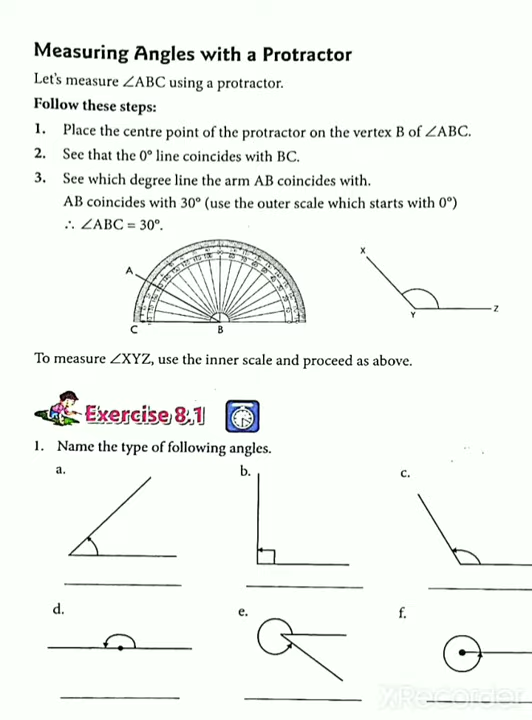 Measuring Angles with a Protractor
Let's measure ∠ABC using a protractor.
Follow these steps:
1. Place the centre point of the protractor on the vertex B of ∠ABC.
2. See that the 0° line coincides with BC.
3. See which degree line the arm AB coincides with.
AB coincides with 30° (use the outer scale which starts with 0°)
∴ ∠ABC = 30°.
A
C B
X
Y Z
To measure ∠XYZ, use the inner scale and proceed as above.
Exercise 8.1
1. Name the type of following angles.
a. b. c.
d. e. f.
XRecorder